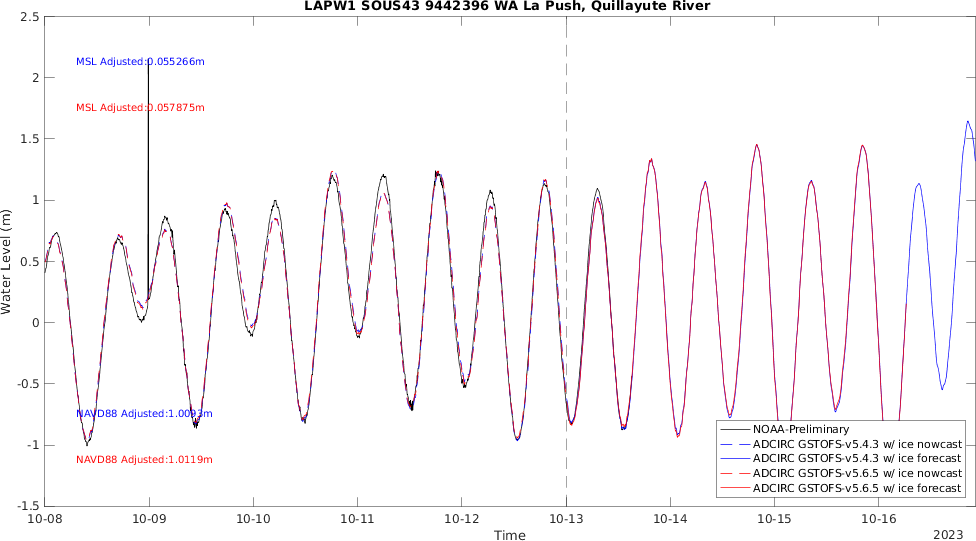 LAPW1 SOUS43 9442396 WA La Push, Quillayute River
2.5
2
1.5
1
0.5
0
-0.5
-1
-1.5
Water Level (m)
MSL Adjusted:0.055266m
MSL Adjusted:0.057875m
NAVD88 Adjusted:1.0093m
NAVD88 Adjusted:1.0119m
NOAA-Preliminary
ADCIRC GSTOFS-v5.4.3 w/ ice nowcast
ADCIRC GSTOFS-v5.4.3 w/ ice forecast
ADCIRC GSTOFS-v5.6.5 w/ ice nowcast
ADCIRC GSTOFS-v5.6.5 w/ ice forecast
10-08 10-09 10-10 10-11 10-12 10-13 10-14 10-15 10-16
Time
2023